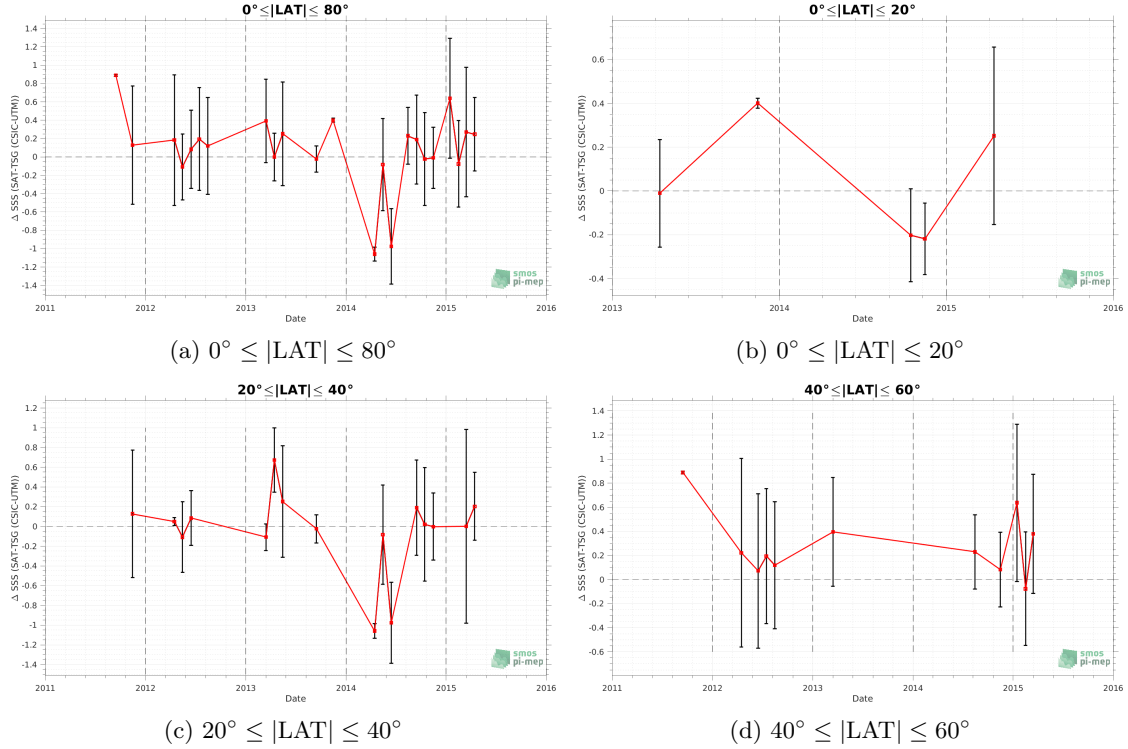 0°≤|LAT|≤ 80°
Δ SSS (SAT-TSG (CSIC-UTM))
1.4
1.2
1
0.8
0.6
0.4
0.2
0
-0.2
-0.4
-0.6
-0.8
-1
-1.2
-1.4
2011 2012 2013 2014 2015 2016
Date
smos
pi-mep
(a) 0° ≤ |LAT| ≤ 80°
0°≤|LAT|≤ 20°
Δ SSS (SAT-TSG (CSIC-UTM))
0.6
0.4
0.2
0
-0.2
-0.4
2013 2014 2015 2016
Date
smos
pi-mep
(b) 0° ≤ |LAT| ≤ 20°
20°≤|LAT|≤ 40°
Δ SSS (SAT-TSG (CSIC-UTM))
1.2
1
0.8
0.6
0.4
0.2
0
-0.2
-0.4
-0.6
-0.8
-1
-1.2
-1.4
2011 2012 2013 2014 2015 2016
Date
smos
pi-mep
(c) 20° ≤ |LAT| ≤ 40°
40°≤|LAT|≤ 60°
Δ SSS (SAT-TSG (CSIC-UTM))
1.4
1.2
1
0.8
0.6
0.4
0.2
0
-0.2
-0.4
-0.6
2011 2012 2013 2014 2015 2016
Date
smos
pi-mep
(d) 40° ≤ |LAT| ≤ 60°